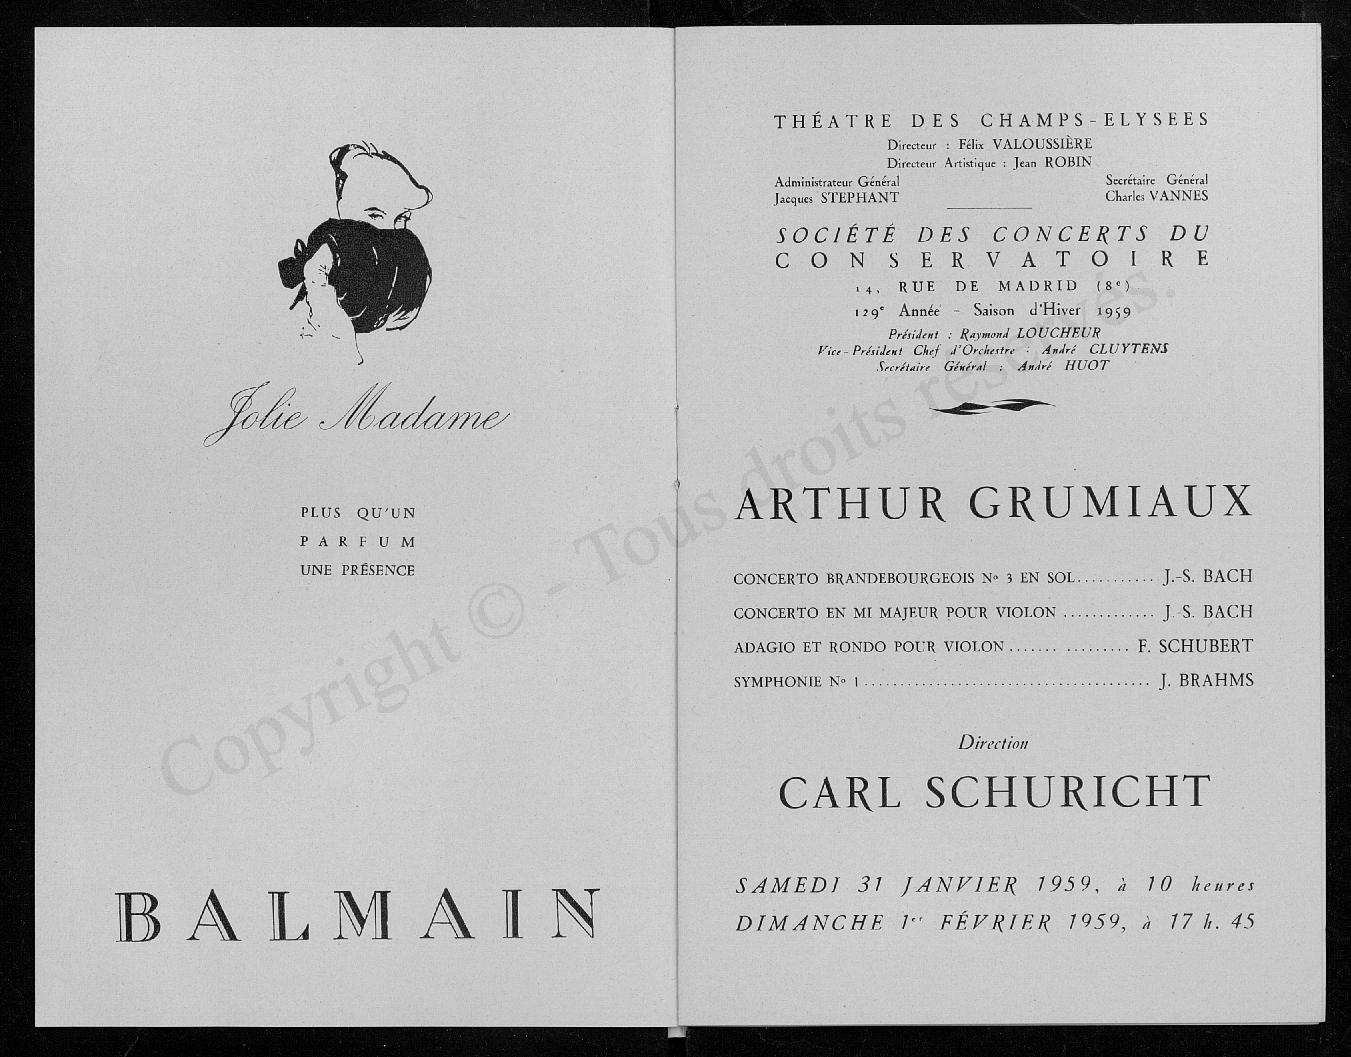 Jolie Madame
PLUS QU'UN
PARFUM
UNE PRÉSENCE
BALMAIN
THÉATRE DES CHAMPS-ELYSEES
Directeur : Félix VALOUSSIÈRE
Directeur Artistique : Jean ROBIN
Administrateur Général
Jacques STEPHANT
Secrétaire Général
Charles VANNES
SOCIÉTÉ DES CONCERTS DU
CONSERVATOIRE
14, RUE DE MADRID (8e)
129e Année - Saison d'Hiver 1959
Président : Raymond LOUCHEUR
Vice-Président Chef d'Orchestre : André CLUYTENS
Secrétaire Général : André HUOT
ARTHUR GRUMIAUX
CONCERTO BRANDEBOURGEOIS No 3 EN SOL........... J.-S. BACH
CONCERTO EN MI MAJEUR POUR VIOLON ............. J.-S. BACH
ADAGIO ET RONDO POUR VIOLON ....... ......... F. SCHUBERT
SYMPHONIE No 1 ........................................ J. BRAHMS
Direction
CARL SCHURICHT
SAMEDI 31 JANVIER 1959, à 10 heures
DIMANCHE 1er FÉVRIER 1959, à 17 h. 45
Copyright © - Tous droits réservés.